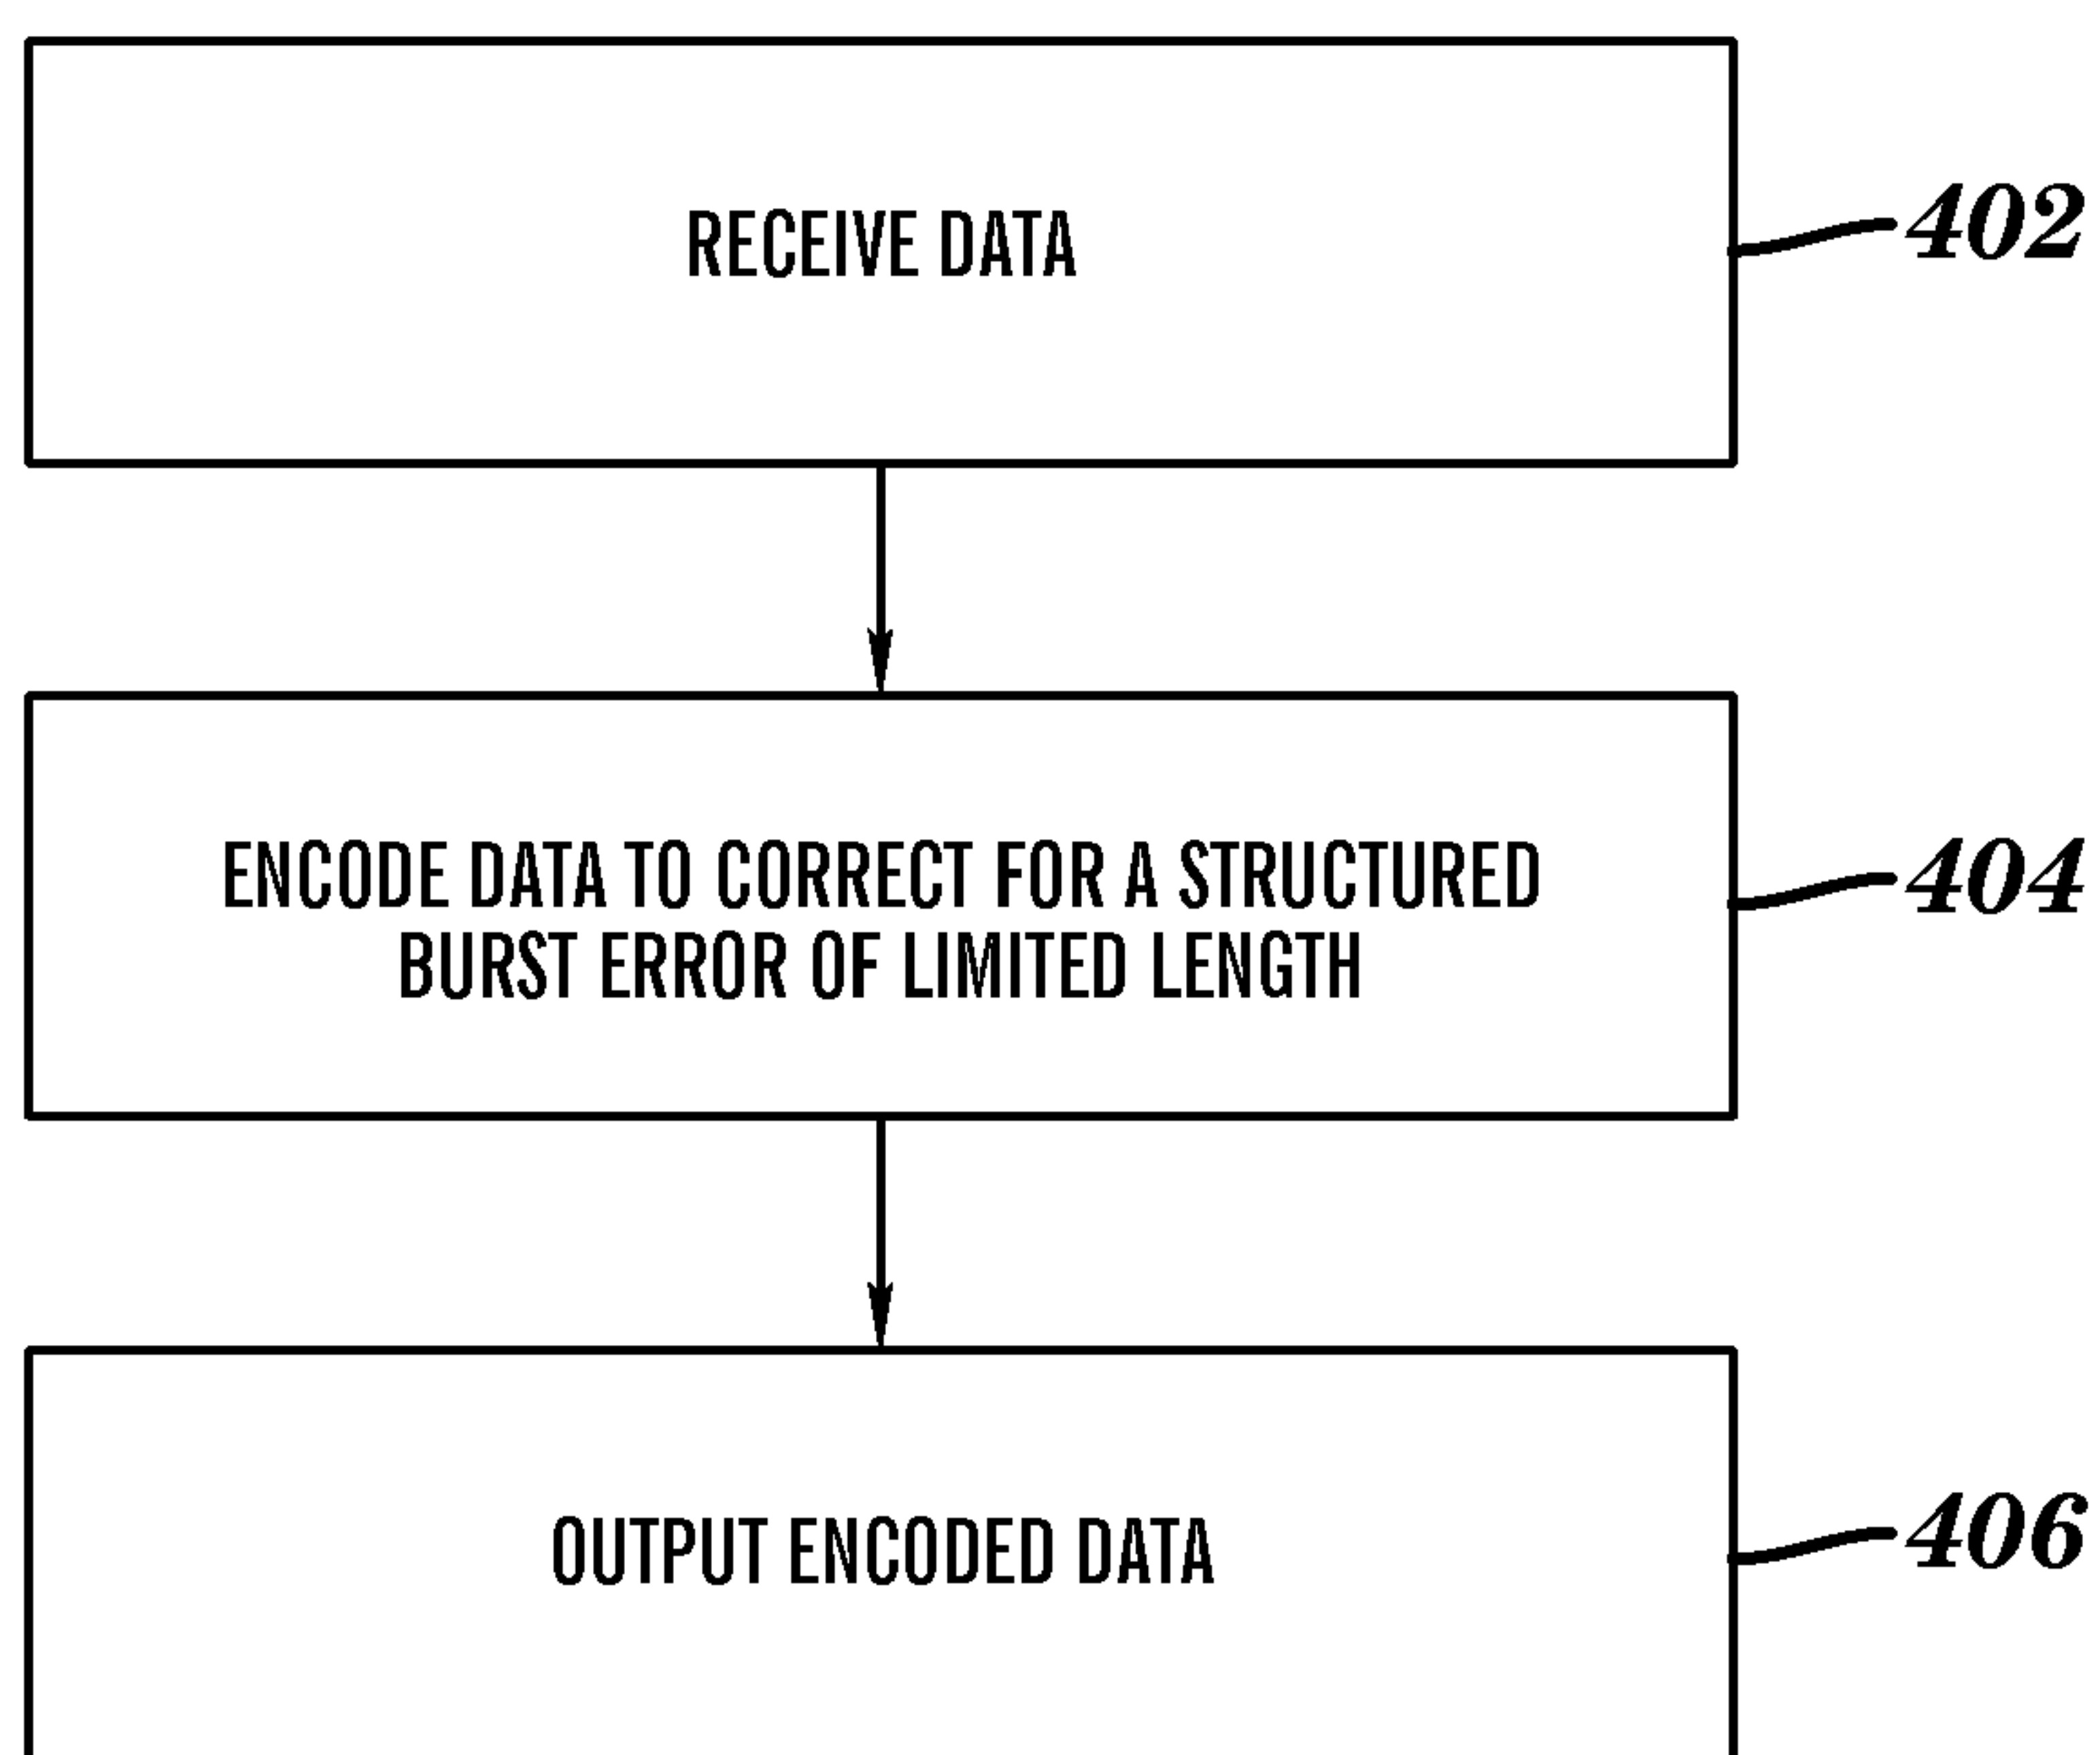 RECEIVE DATA
402
ENCODE DATA TO CORRECT FOR A STRUCTURED
BURST ERROR OF LIMITED LENGTH
404
OUTPUT ENCODED DATA
406